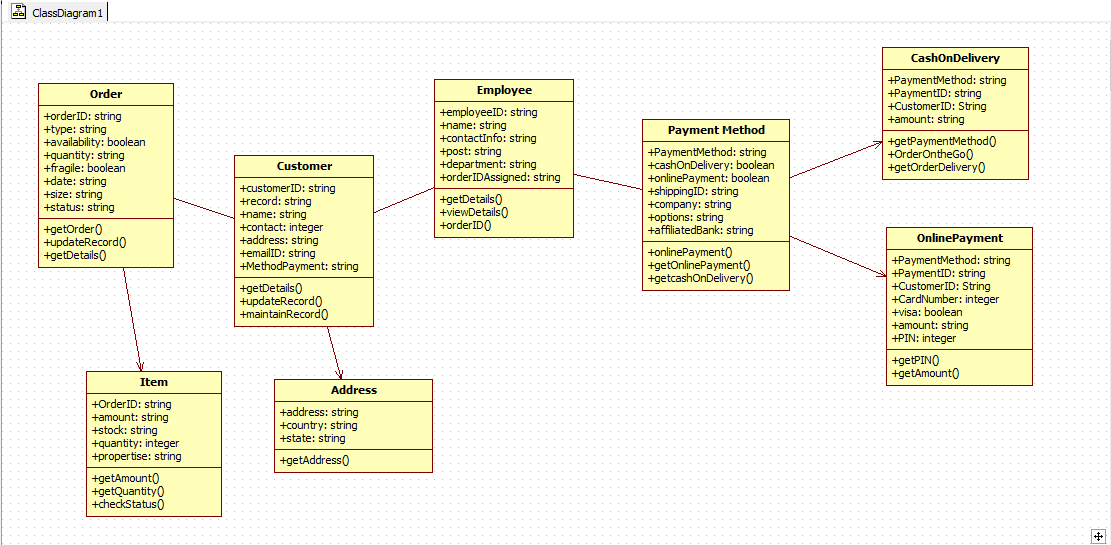 ClassDiagram1
Order
+orderID: string
+type: string
+availability: boolean
+quantity: string
+fragile: boolean
+date: string
+size: string
+status: string
+getOrder()
+updateRecord()
+getDetails()
Customer
+customerID: string
+record: string
+name: string
+contact: integer
+address: string
+emailID: string
+MethodPayment: string
+getDetails()
+updateRecord()
+maintainRecord()
Employee
+employeeID: string
+name: string
+contactInfo: string
+post: string
+department: string
+orderIDAssigned: string
+getDetails()
+viewDetails()
+orderID()
Payment Method
+PaymentMethod: string
+cashOnDelivery: boolean
+onlinePayment: boolean
+shippingID: string
+company: string
+options: string
+affiliatedBank: string
+onlinePayment()
+getOnlinePayment()
+getcashOnDelivery()
CashOnDelivery
+PaymentMethod: string
+PaymentID: string
+CustomerID: String
+amount: string
+getPaymentMethod()
+OrderOntheGo()
+getOrderDelivery()
OnlinePayment
+PaymentMethod: string
+PaymentID: string
+CustomerID: String
+CardNumber: integer
+visa: boolean
+amount: string
+PIN: integer
+getPIN()
+getAmount()
Item
+OrderID: string
+amount: string
+stock: string
+quantity: integer
+propertise: string
+getAmount()
+getQuantity()
+checkStatus()
Address
+address: string
+country: string
+state: string
+getAddress()